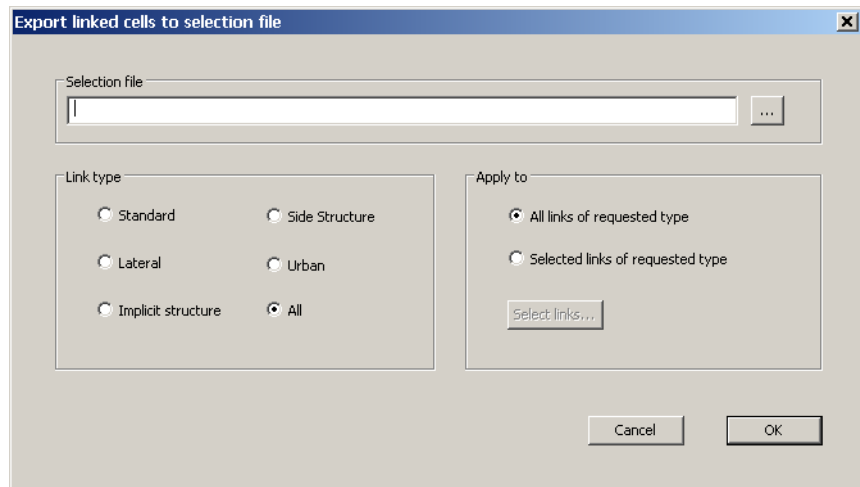 Export linked cells to selection file
Selection file
...
Link type
Standard
Side Structure
Lateral
Urban
Implicit structure
All
Apply to
All links of requested type
Selected links of requested type
Select links...
Cancel
OK